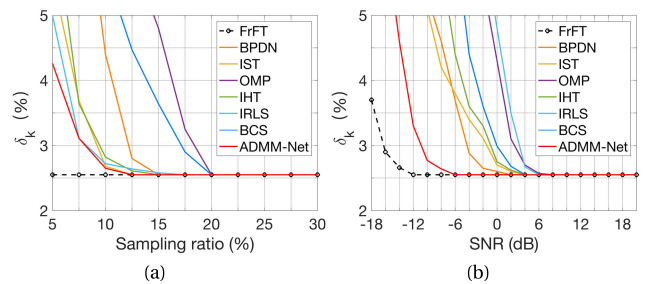 5
4
3
2
δk (%)
FrFT
BPDN
IST
OMP
IHT
IRLS
BCS
ADMM-Net
5 10 15 20 25 30
Sampling ratio (%)
(a)
5
4
3
2
δk (%)
FrFT
BPDN
IST
OMP
IHT
IRLS
BCS
ADMM-Net
-18 -12 -6 0 6 12 20
SNR (dB)
(b)